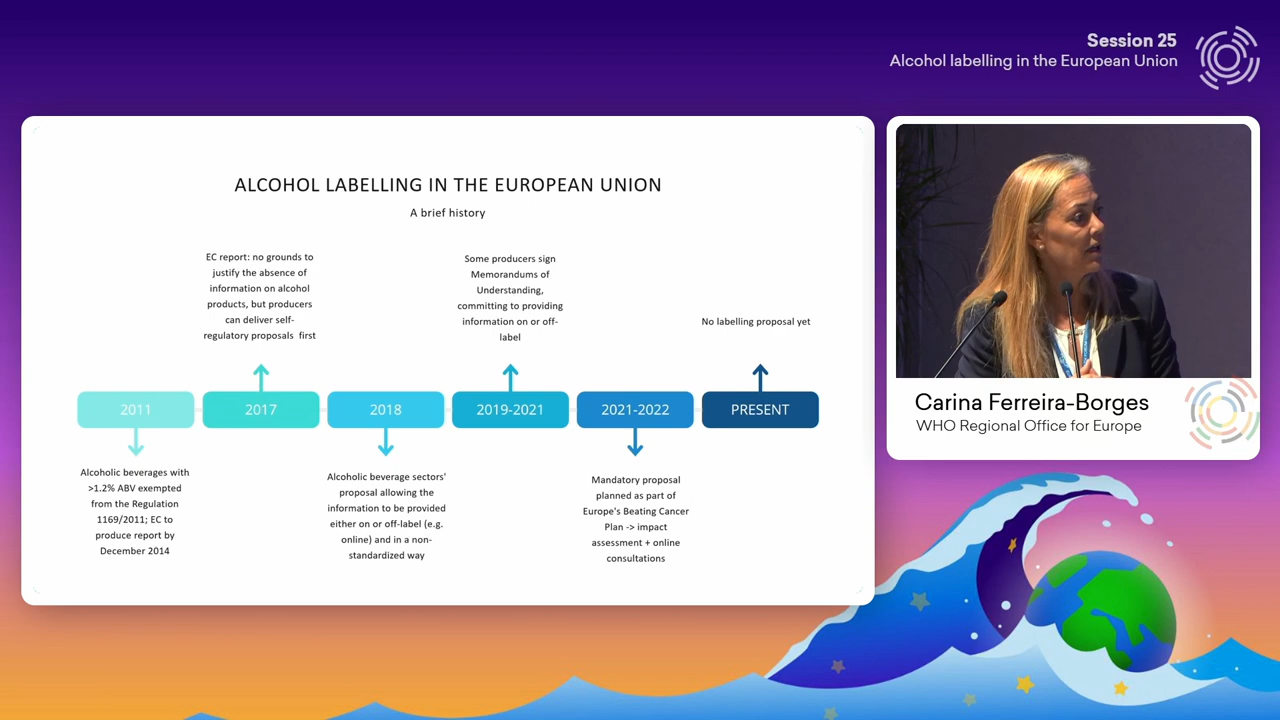 Session 25
Alcohol labelling in the European Union
ALCOHOL LABELLING IN THE EUROPEAN UNION
A brief history
EC report: no grounds to
justify the absence of
information on alcohol
products, but producers
can deliver self-
regulatory proposals first
Some producers sign
Memorandums of
Understanding,
committing to providing
information on or off-
label
No labelling proposal yet
2011
2017
2018
2019-2021
2021-2022
PRESENT
Alcoholic beverages with
>1.2% ABV exempted
from the Regulation
1169/2011; EC to
produce report by
December 2014
Alcoholic beverage sectors'
proposal allowing the
information to be provided
either on or off-label (e.g.
online) and in a non-
standardized way
Mandatory proposal
planned as part of
Europe's Beating Cancer
Plan -> impact
assessment + online
consultations
Carina Ferreira-Borges
WHO Regional Office for Europe